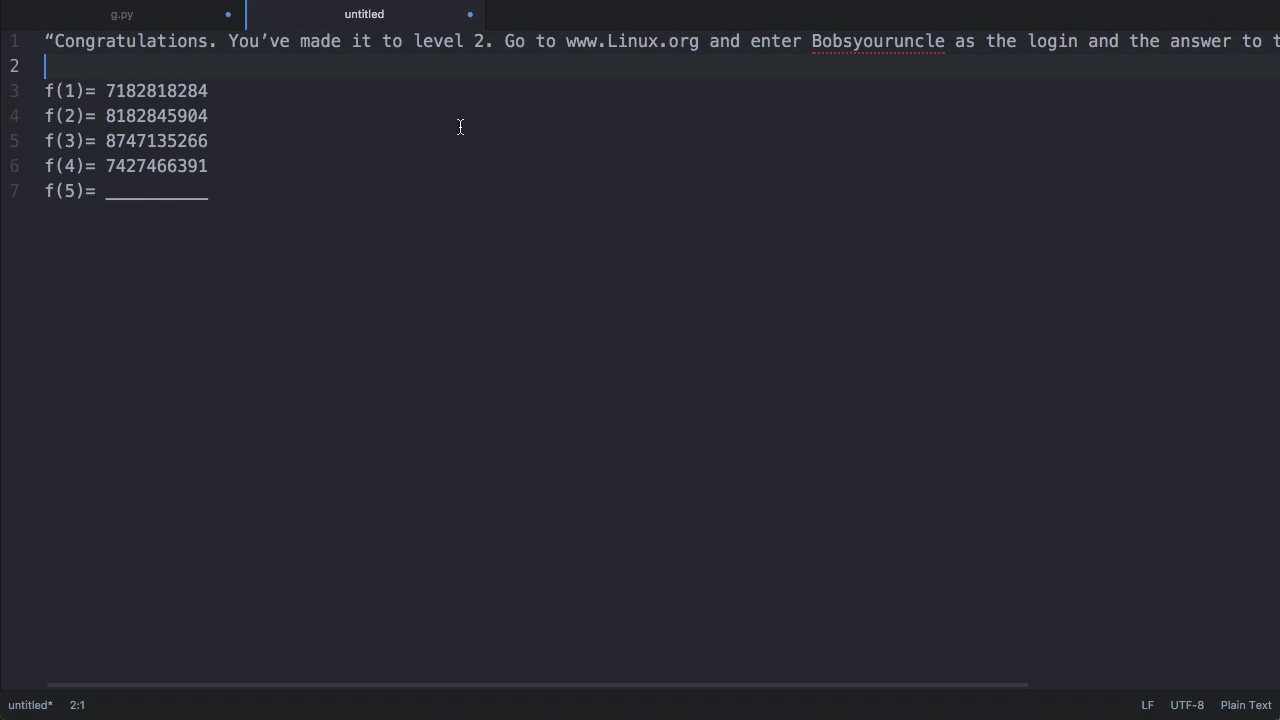 g.py
untitled
1 “Congratulations. You’ve made it to level 2. Go to www.Linux.org and enter Bobsyouruncle as the login and the answer to
2
3 f(1)= 7182818284
4 f(2)= 8182845904
5 f(3)= 8747135266
6 f(4)= 7427466391
7 f(5)= __________
untitled* 2:1 LF UTF-8 Plain Text